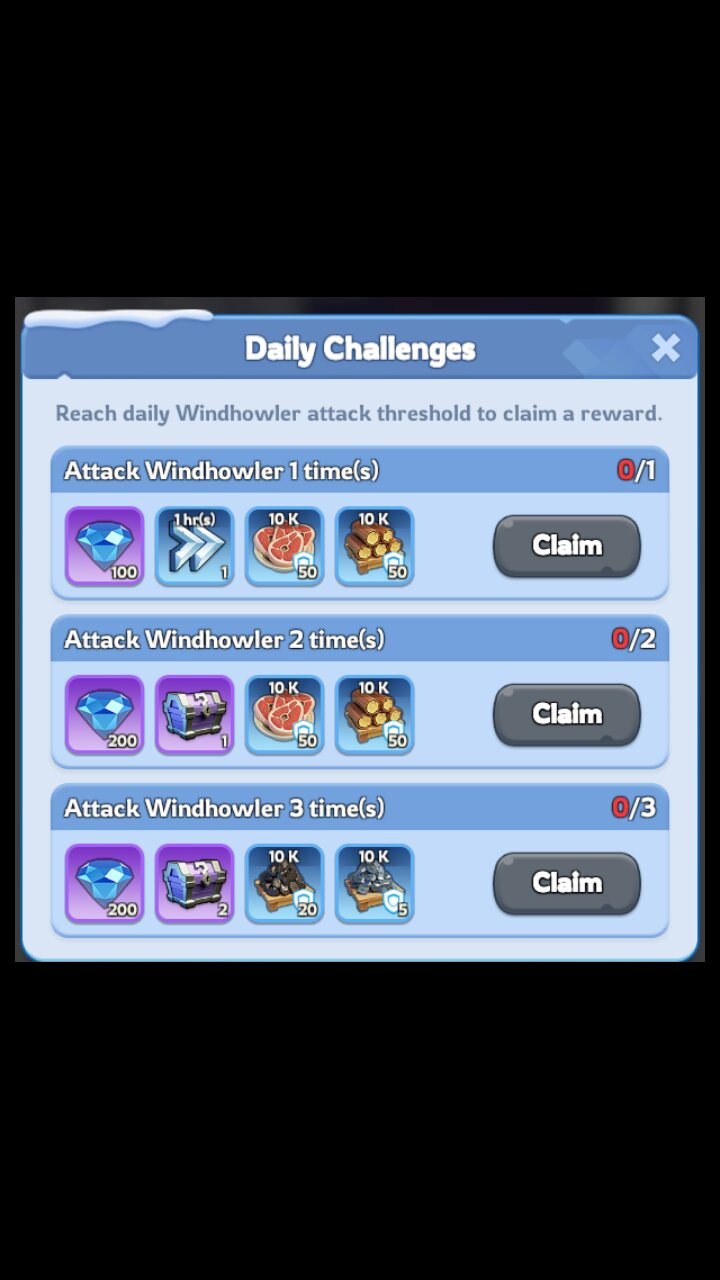 Daily Challenges
Reach daily Windhowler attack threshold to claim a reward.
Attack Windhowler 1 time(s) 0/1
1 hr(s) 10 K 10 K
100 1 50 50
Claim
Attack Windhowler 2 time(s) 0/2
10 K 10 K
200 1 50 50
Claim
Attack Windhowler 3 time(s) 0/3
10 K 10 K
200 2 20 5
Claim